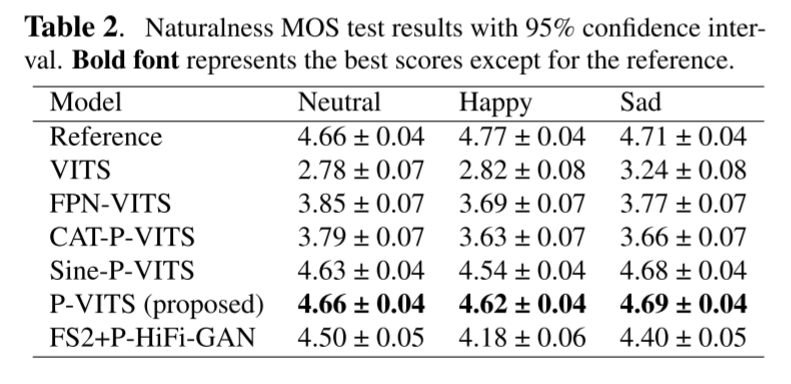 Table 2. Naturalness MOS test results with 95% confidence inter-
val. Bold font represents the best scores except for the reference.
Model Neutral Happy Sad
Reference 4.66 ± 0.04 4.77 ± 0.04 4.71 ± 0.04
VITS 2.78 ± 0.07 2.82 ± 0.08 3.24 ± 0.08
FPN-VITS 3.85 ± 0.07 3.69 ± 0.07 3.77 ± 0.07
CAT-P-VITS 3.79 ± 0.07 3.63 ± 0.07 3.66 ± 0.07
Sine-P-VITS 4.63 ± 0.04 4.54 ± 0.04 4.68 ± 0.04
P-VITS (proposed) 4.66 ± 0.04 4.62 ± 0.04 4.69 ± 0.04
FS2+P-HiFi-GAN 4.50 ± 0.05 4.18 ± 0.06 4.40 ± 0.05